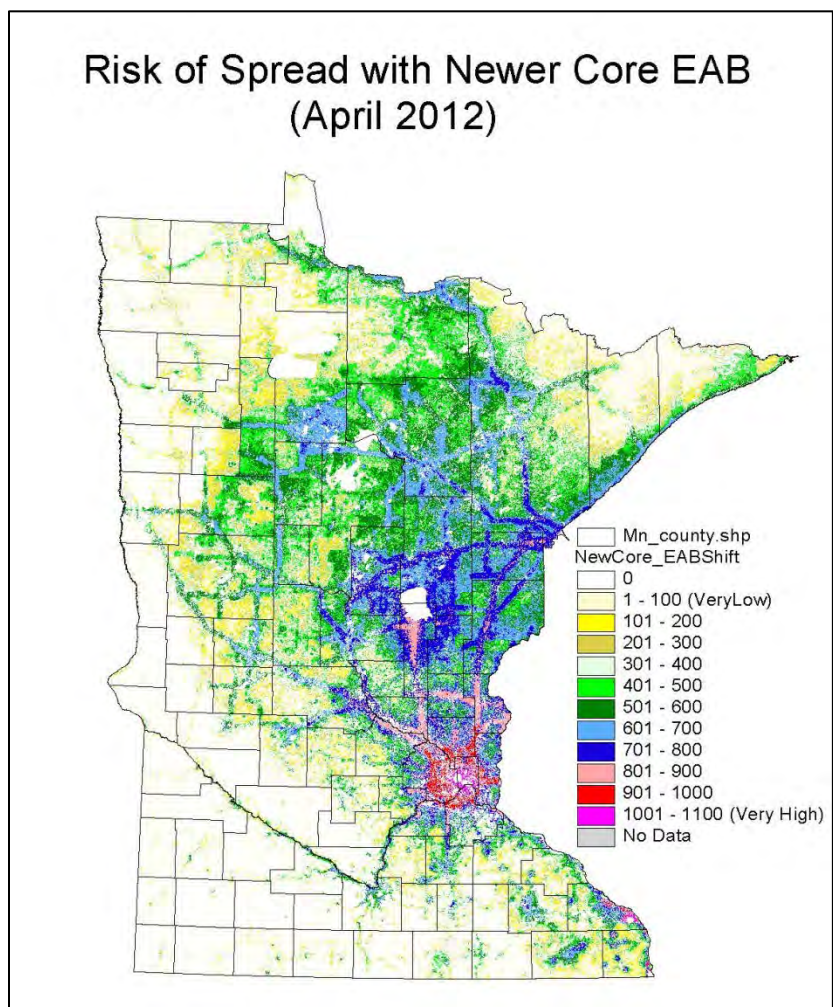 Risk of Spread with Newer Core EAB
(April 2012)
Mn_county.shp
NewCore_EABShift
0
1 - 100 (VeryLow)
101 - 200
201 - 300
301 - 400
401 - 500
501 - 600
601 - 700
701 - 800
801 - 900
901 - 1000
1001 - 1100 (Very High)
No Data